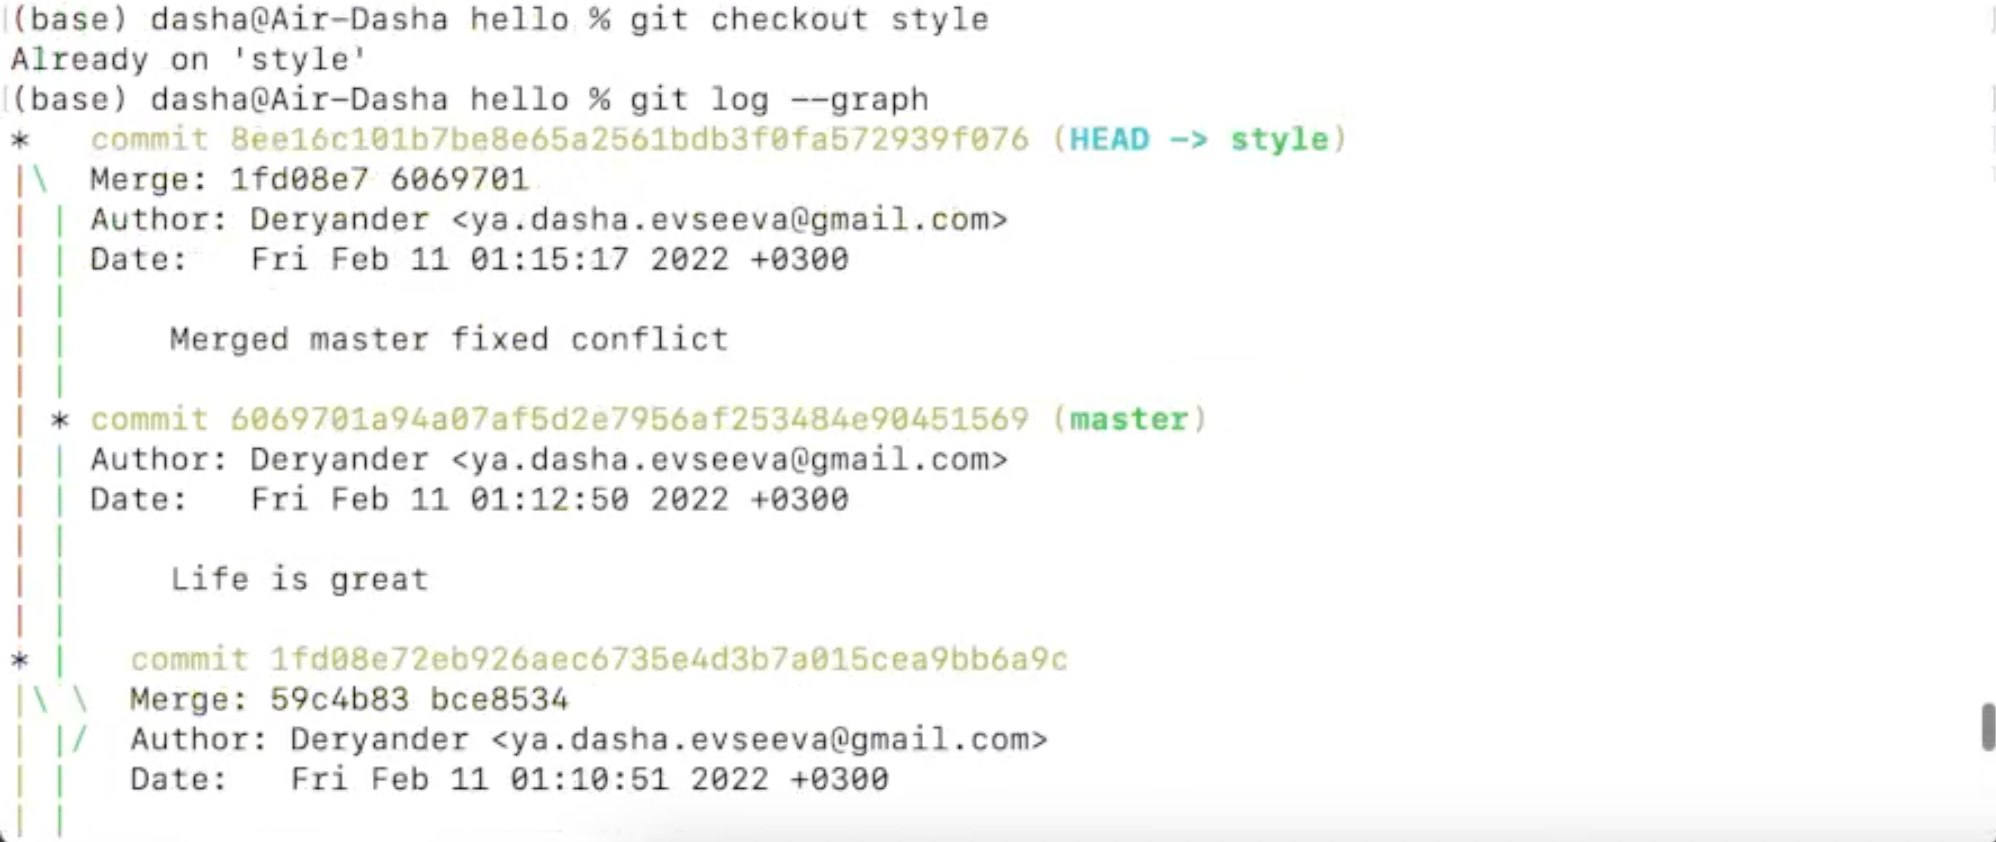 (base) dasha@Air-Dasha hello % git checkout style
Already on 'style'
(base) dasha@Air-Dasha hello % git log --graph
*   commit 8ee16c101b7be8e65a2561bdb3f0fa572939f076 (HEAD -> style)
|\  Merge: 1fd08e7 6069701
| | Author: Deryander <ya.dasha.evseeva@gmail.com>
| | Date:   Fri Feb 11 01:15:17 2022 +0300
| |
| |     Merged master fixed conflict
| |
| * commit 6069701a94a07af5d2e7956af253484e90451569 (master)
| | Author: Deryander <ya.dasha.evseeva@gmail.com>
| | Date:   Fri Feb 11 01:12:50 2022 +0300
| |
| |     Life is great
| |
* |   commit 1fd08e72eb926aec6735e4d3b7a015cea9bb6a9c
|\ \  Merge: 59c4b83 bce8534
| |/  Author: Deryander <ya.dasha.evseeva@gmail.com>
| |   Date:   Fri Feb 11 01:10:51 2022 +0300
| |